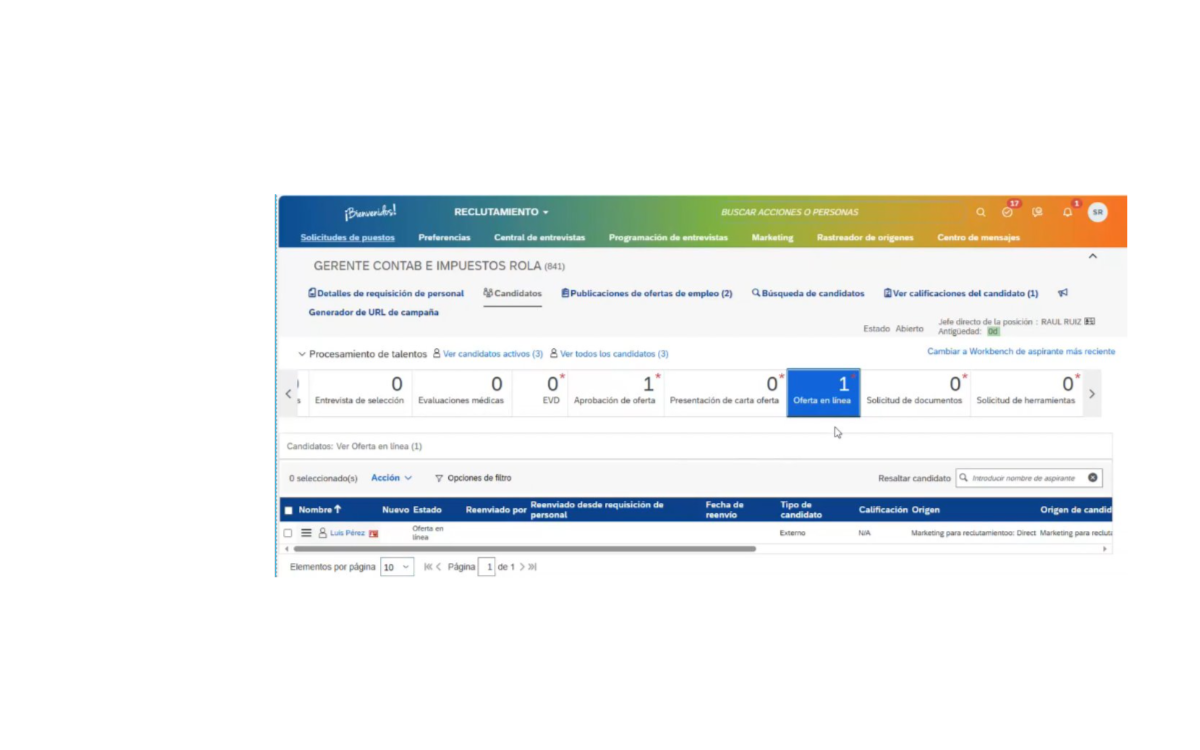 ¡Bienvenidos! RECLUTAMIENTO BUSCAR ACCIONES O PERSONAS 17 1 SR
Solicitudes de puestos Preferencias Central de entrevistas Programación de entrevistas Marketing Rastreador de orígenes Centro de mensajes
GERENTE CONTAB E IMPUESTOS ROLA (841)
Detalles de requisición de personal Candidatos Publicaciones de ofertas de empleo (2) Búsqueda de candidatos Ver calificaciones del candidato (1)
Generador de URL de campaña
Estado Abierto Jefe directo de la posición : RAUL RUIZ
Antigüedad: 0d
Procesamiento de talentos Ver candidatos activos (3) Ver todos los candidatos (3) Cambiar a Workbench de aspirante más reciente
0 0 0* 1* 0* 1* 0* 0*
s Entrevista de selección Evaluaciones médicas EVD Aprobación de oferta Presentación de carta oferta Oferta en línea Solicitud de documentos Solicitud de herramientas
Candidatos: Ver Oferta en línea (1)
0 seleccionado(s) Acción Opciones de filtro Resaltar candidato Introducir nombre de aspirante
Nombre Nuevo Estado Reenviado por Reenviado desde requisición de personal Fecha de reenvío Tipo de candidato Calificación Origen Origen de candid
Luis Pérez Oferta en línea Externo N/A Marketing para reclutamientoo: Direct Marketing para recluta
Elementos por página 10 Página 1 de 1